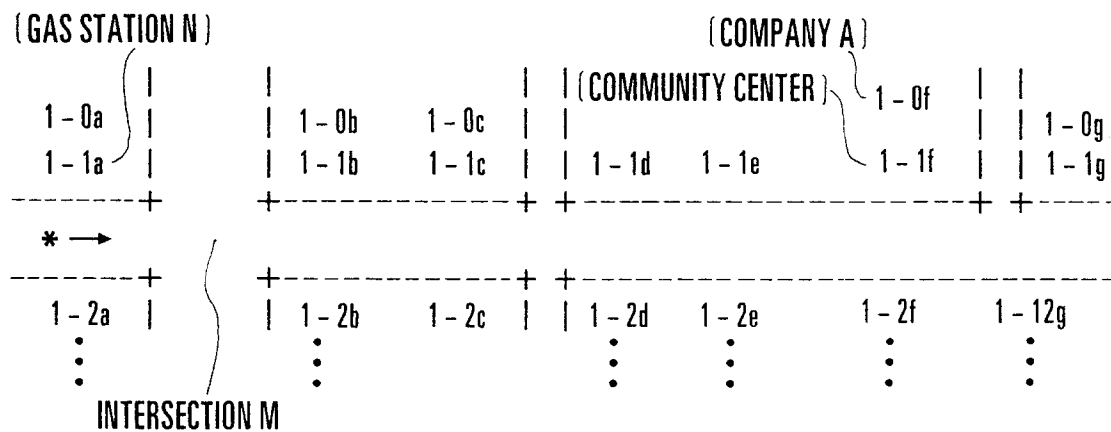 (GAS STATION N)
(COMPANY A)
(COMMUNITY CENTER)
1-0f
1-0a 1-0b 1-0c 1-0g
1-1a 1-1b 1-1c 1-1d 1-1e 1-1f 1-1g
* →
1-2a 1-2b 1-2c 1-2d 1-2e 1-2f 1-12g
INTERSECTION M